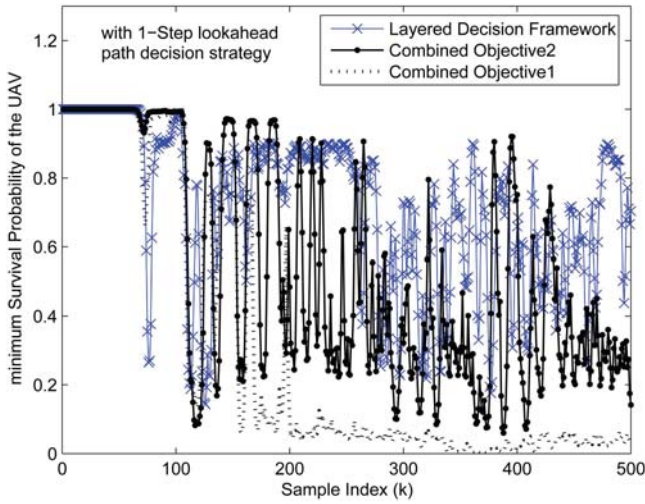 with 1−Step lookahead
path decision strategy
Layered Decision Framework
Combined Objective2
Combined Objective1
minimum Survival Probability of the UAV
1.2
1
0.8
0.6
0.4
0.2
0
0
100
200
300
400
500
Sample Index (k)